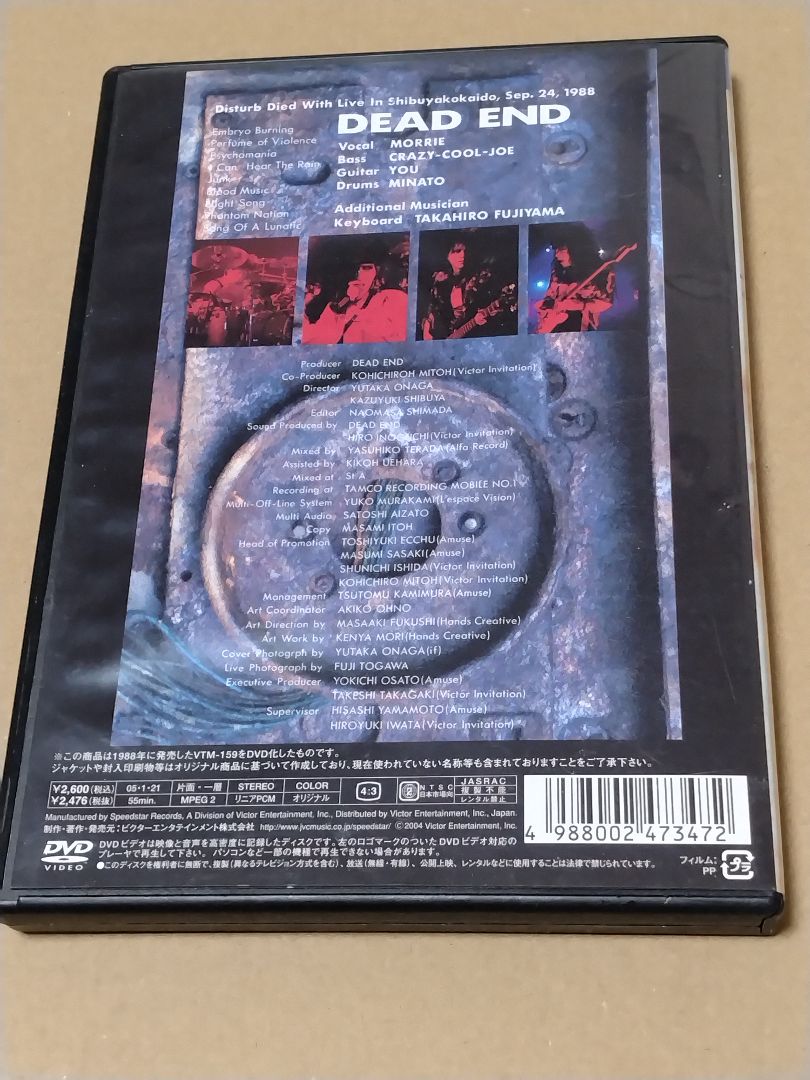 Disturb Died With Live In Shibuyakokaido, Sep. 24, 1988
DEAD END
Embryo Burning
Perfume of Violence
Psychomania
I Can Hear The Rain
Junk
Blood Music
Night Song
Phantom Nation
Song Of A Lunatic
Vocal MORRIE
Bass CRAZY-COOL-JOE
Guitar YOU
Drums MINATO
Additional Musician
Keyboard TAKAHIRO FUJIYAMA
Producer DEAD END
Co-Producer KOHICHIROH MITOH(Victor Invitation)
Director YUTAKA ONAGA
KAZUYUKI SHIBUYA
Editor NAOMASA SHIMADA
Sound Produced by DEAD END
HIRO INOGUCHI(Victor Invitation)
Mixed by YASUHIKO TERADA(Alfa Record)
Assisted by KIKOH UEHARA
Mixed at St A
Recording at TAMCO RECORDING MOBILE NO.1
Multi-Off-Line System YUKO MURAKAMI(L'espace Vision)
Multi Audio SATOSHI AIZATO
Copy MASAMI ITOH
Head of Promotion TOSHIYUKI ECCHU(Amuse)
MASUMI SASAKI(Amuse)
SHUNICHI ISHIDA(Victor Invitation)
KOHICHIRO MITOH(Victor Invitation)
Management TSUTOMU KAMIMURA(Amuse)
Art Coordinator AKIKO OHNO
Art Direction by MASAAKI FUKUSHI(Hands Creative)
Art Work by KENYA MORI(Hands Creative)
Cover Photogrph by YUTAKA ONAGA(if)
Live Photograph by FUJI TOGAWA
Executive Producer YOKICHI OSATO(Amuse)
TAKESHI TAKAGAKI(Victor Invitation)
Supervisor HISASHI YAMAMOTO(Amuse)
HIROYUKI IWATA(Victor Invitation)
※この商品は1988年に発売したVTM-159をDVD化したものです。
ジャケットや封入印刷物等はオリジナル商品に基づいて作成しており、現在使われていない名称等も含まれておりますことをご了承下さい。
¥2,600(税込) 05・1・21 片面・一層 STEREO COLOR 4:3 2 NTSC 日本市場向 JASRAC 複製不能 レンタル禁止
¥2,476(税抜) 55min. MPEG 2 リニアPCM オリジナル
Manufactured by Speedstar Records, A Division of Victor Entertainment, Inc., Distributed by Victor Entertainment, Inc., Japan.
制作・著作・発売元:ビクターエンタテインメント株式会社 http://www.jvcmusic.co.jp/speedstar/ © 2004 Victor Entertainment, Inc.
4 988002 473472
DVD VIDEO
DVDビデオは映像と音声を高密度に記録したディスクです。左のロゴマークのついたDVDビデオ対応の
プレーヤで再生して下さい。パソコンなど一部の機種で再生できない場合があります。
●このディスクを権利者に無断で、複製(異なるテレビジョン方式を含む)、放送(無線・有線)、公開上映、レンタルなどに使用することは法律で禁じられています。
フィルム:
PP
プラ